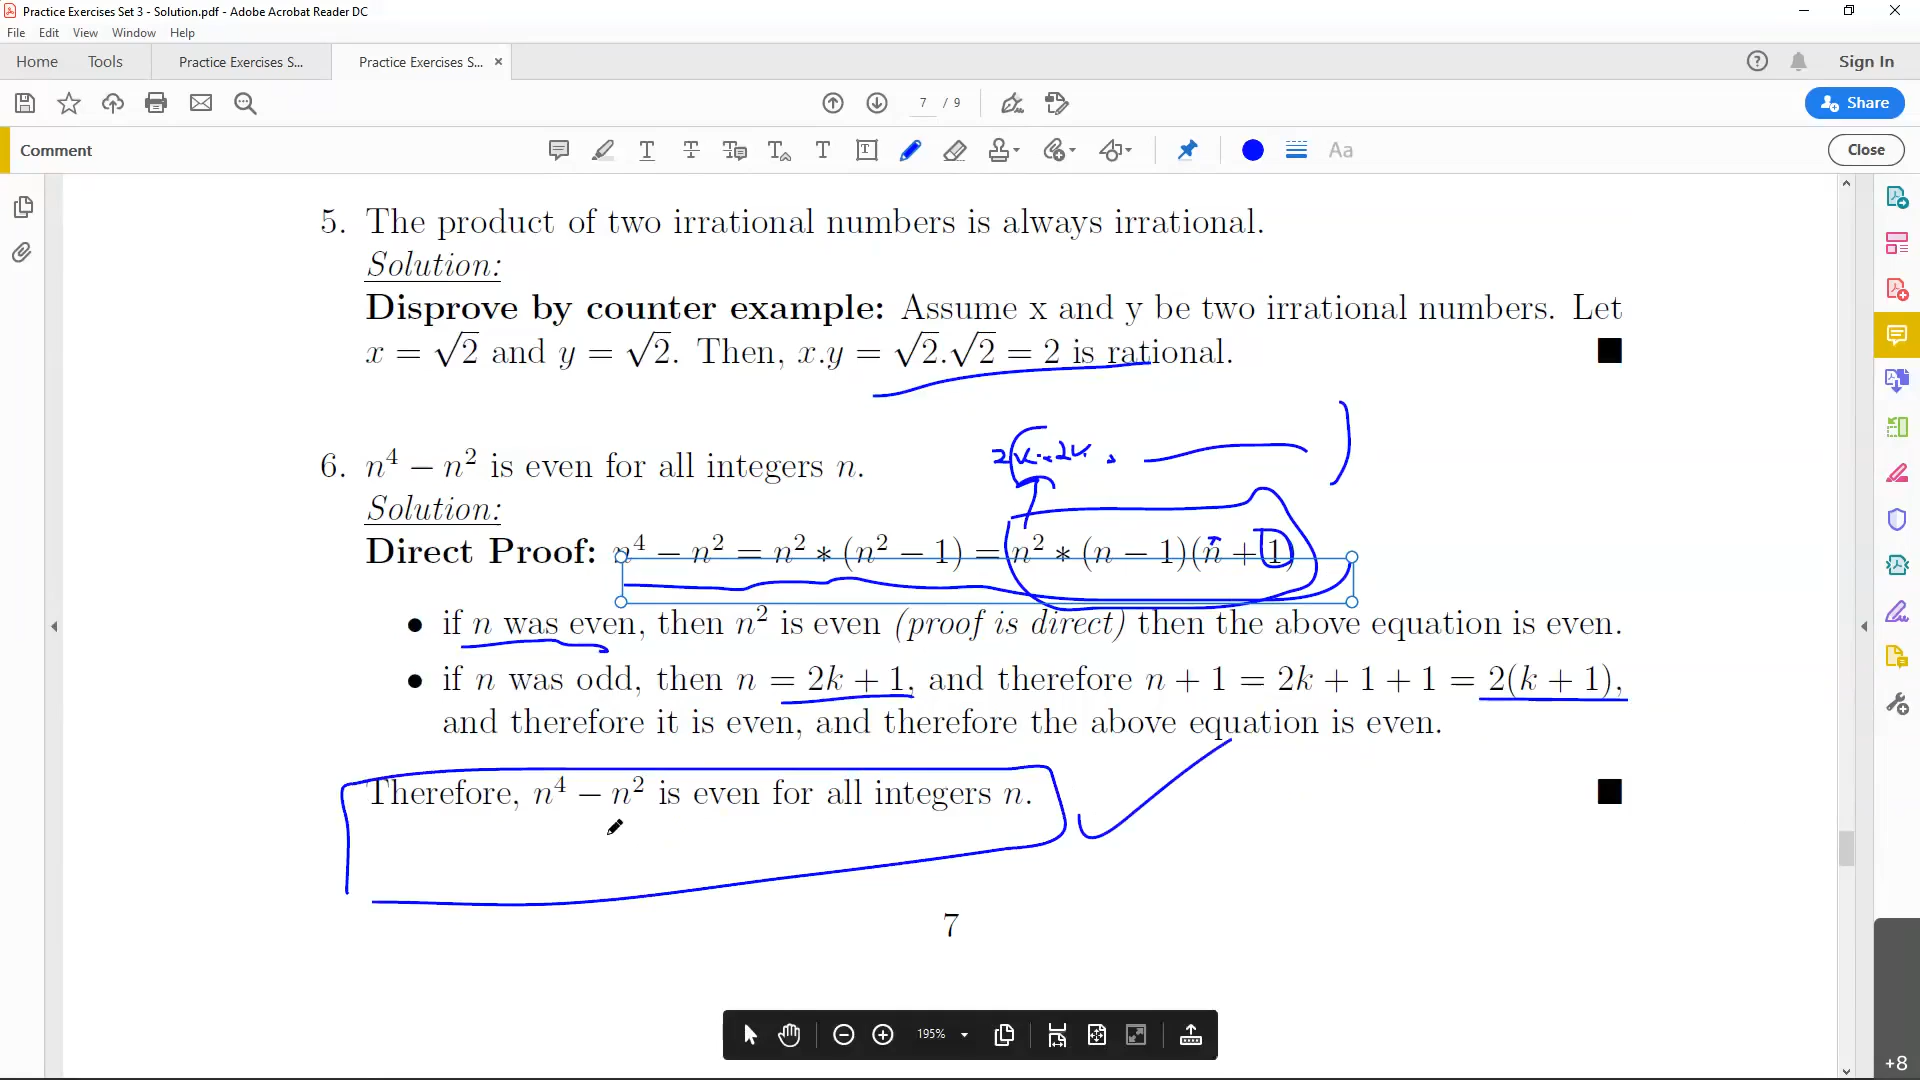 Practice Exercises Set 3 - Solution.pdf - Adobe Acrobat Reader DC
File Edit View Window Help
Home Tools Practice Exercises S... Practice Exercises S... × Sign In
7 / 9 Share
Comment Aa Close
5. The product of two irrational numbers is always irrational.
Solution:
Disprove by counter example: Assume x and y be two irrational numbers. Let
x = √2 and y = √2. Then, x.y = √2.√2 = 2 is rational.
2k·2k ·
6. n⁴ − n² is even for all integers n.
Solution:
Direct Proof: n⁴ − n² = n² ∗ (n² − 1) = n² ∗ (n − 1)(n + 1)
• if n was even, then n² is even (proof is direct) then the above equation is even.
• if n was odd, then n = 2k + 1, and therefore n + 1 = 2k + 1 + 1 = 2(k + 1),
and therefore it is even, and therefore the above equation is even.
Therefore, n⁴ − n² is even for all integers n.
7
195%
+8